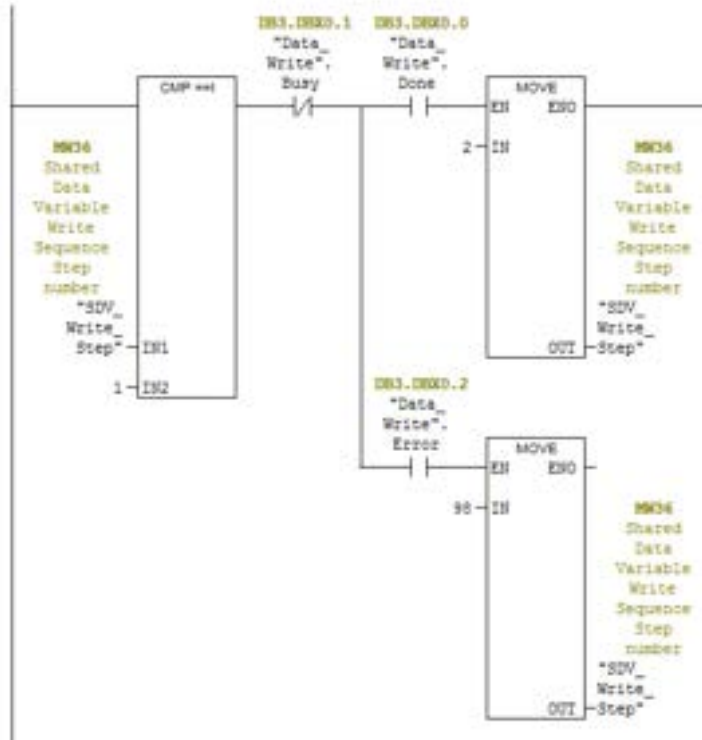 DB3.DBX0.1
"Data_
Write".
Busy
DB3.DBX0.0
"Data_
Write".
Done
CMP ==I
MOVE
EN ENO
2 IN
MW36
Shared
Data
Variable
Write
Sequence
Step
number
"SDV_
Write_
Step" IN1
1 IN2
MW36
Shared
Data
Variable
Write
Sequence
Step
number
"SDV_
Write_
OUT Step"
DB3.DBX0.2
"Data_
Write".
Error
MOVE
EN ENO
98 IN
MW36
Shared
Data
Variable
Write
Sequence
Step
number
"SDV_
Write_
OUT Step"